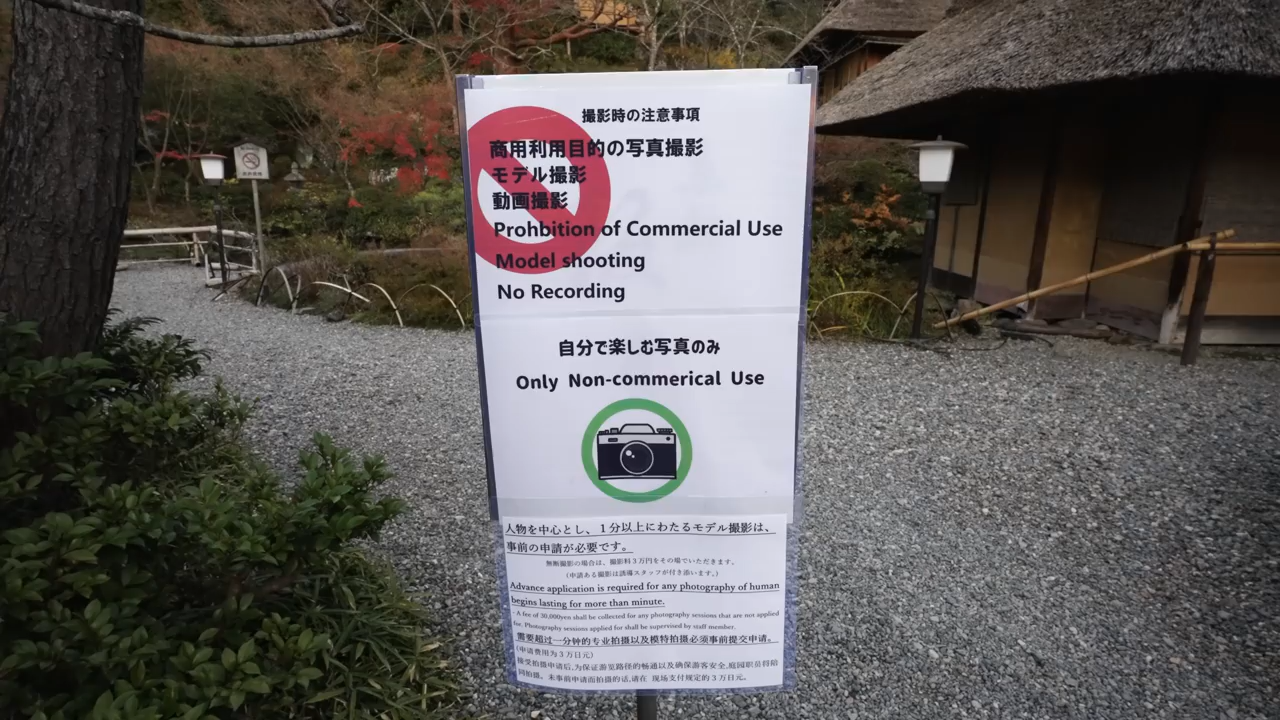 撮影時の注意事項
商用利用目的の写真撮影
モデル撮影
動画撮影
Prohbition of Commercial Use
Model shooting
No Recording
自分で楽しむ写真のみ
Only Non-commerical Use
人物を中心とし、1分以上にわたるモデル撮影は、
事前の申請が必要です。
無断撮影の場合は、撮影料3万円をその場でいただきます。
(申請ある撮影は誘導スタッフが付き添います。)
Advance application is required for any photography of human
begins lasting for more than minute.
- A fee of 30,000yen shall be collected for any photography sessions that are not applied
for. Photography sessions applied for shall be supervised by staff member.
需要超过一分钟的专业拍摄以及模特拍摄必须事前提交申请。
(申请费用为3万日元)
接受拍摄申请后,为保证游览路径的畅通以及确保游客安全,庭园职员将陪
同拍摄。未事前申请而拍摄的话,请在 现场支付规定的3万日元。